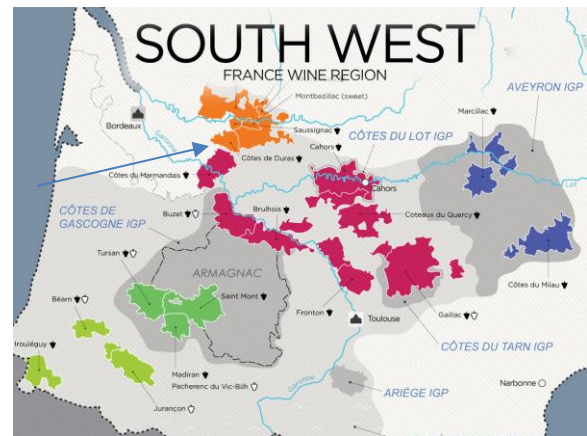 SOUTH WEST
FRANCE WINE REGION
Montbazillac (sweet)
AVEYRON IGP
Marcillac
Bordeaux
Saussignac
Garonne
Cahors
CÔTES DU LOT IGP
Côtes de Duras
Côtes du Marmandais
Cahors
Lot
CÔTES DE
GASCOGNE IGP
Buzet
Brulhois
Coteaux du Quercy
Tursan
ARMAGNAC
Béarn
Saint Mont
Côtes du Milau
Fronton
Toulouse
Gaillac
Irouléguy
CÔTES DU TARN IGP
Madiran
Pacherenc du Vic-Bilh
Garonne
ARIÉGE IGP
Narbonne
Jurançon